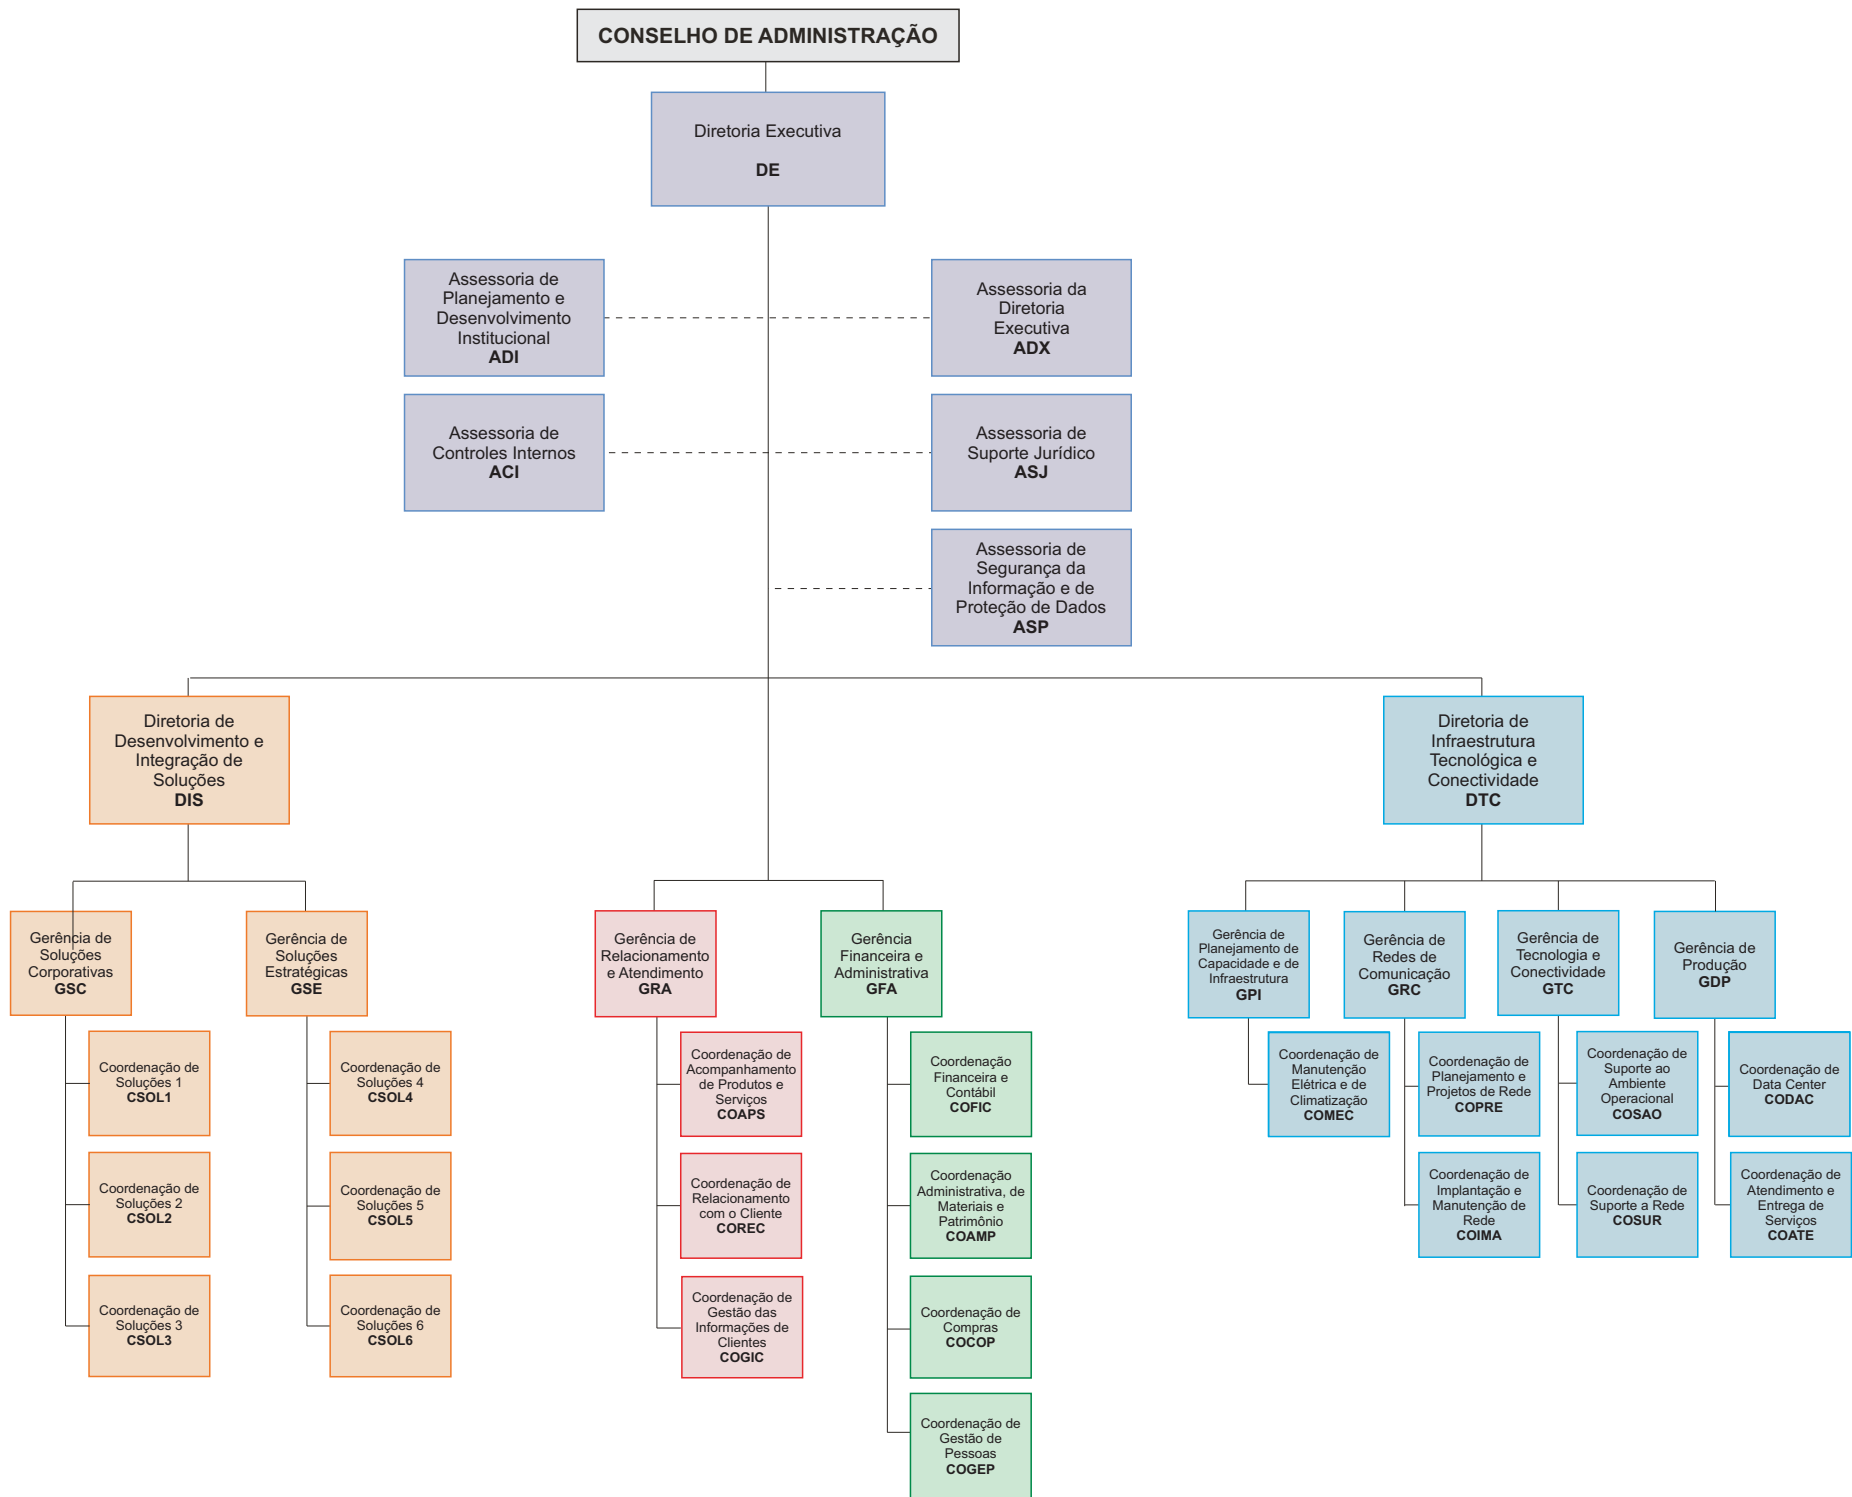 CONSELHO DE ADMINISTRAÇÃO
Diretoria Executiva
DE
Assessoria de
Planejamento e
Desenvolvimento
Institucional
ADI
Assessoria da
Diretoria
Executiva
ADX
Assessoria de
Controles Internos
ACI
Assessoria de
Suporte Jurídico
ASJ
Assessoria de
Segurança da
Informação e de
Proteção de Dados
ASP
Diretoria de
Desenvolvimento e
Integração de
Soluções
DIS
Diretoria de
Infraestrutura
Tecnológica e
Conectividade
DTC
Gerência de
Soluções
Corporativas
GSC
Gerência de
Soluções
Estratégicas
GSE
Gerência de
Relacionamento
e Atendimento
GRA
Gerência
Financeira e
Administrativa
GFA
Gerência de
Planejamento de
Capacidade e de
Infraestrutura
GPI
Gerência de
Redes de
Comunicação
GRC
Gerência de
Tecnologia e
Conectividade
GTC
Gerência de
Produção
GDP
Coordenação de
Soluções 1
CSOL1
Coordenação de
Soluções 4
CSOL4
Coordenação de
Acompanhamento
de Produtos e
Serviços
COAPS
Coordenação
Financeira e
Contábil
COFIC
Coordenação de
Manutenção
Elétrica e de
Climatização
COMEC
Coordenação de
Planejamento e
Projetos de Rede
COPRE
Coordenação de
Suporte ao
Ambiente
Operacional
COSAO
Coordenação de
Data Center
CODAC
Coordenação de
Soluções 2
CSOL2
Coordenação de
Soluções 5
CSOL5
Coordenação de
Relacionamento
com o Cliente
COREC
Coordenação
Administrativa, de
Materiais e
Patrimônio
COAMP
Coordenação de
Implantação e
Manutenção de
Rede
COIMA
Coordenação de
Suporte a Rede
COSUR
Coordenação de
Atendimento e
Entrega de
Serviços
COATE
Coordenação de
Soluções 3
CSOL3
Coordenação de
Soluções 6
CSOL6
Coordenação de
Gestão das
Informações de
Clientes
COGIC
Coordenação de
Compras
COCOP
Coordenação de
Gestão de
Pessoas
COGEP